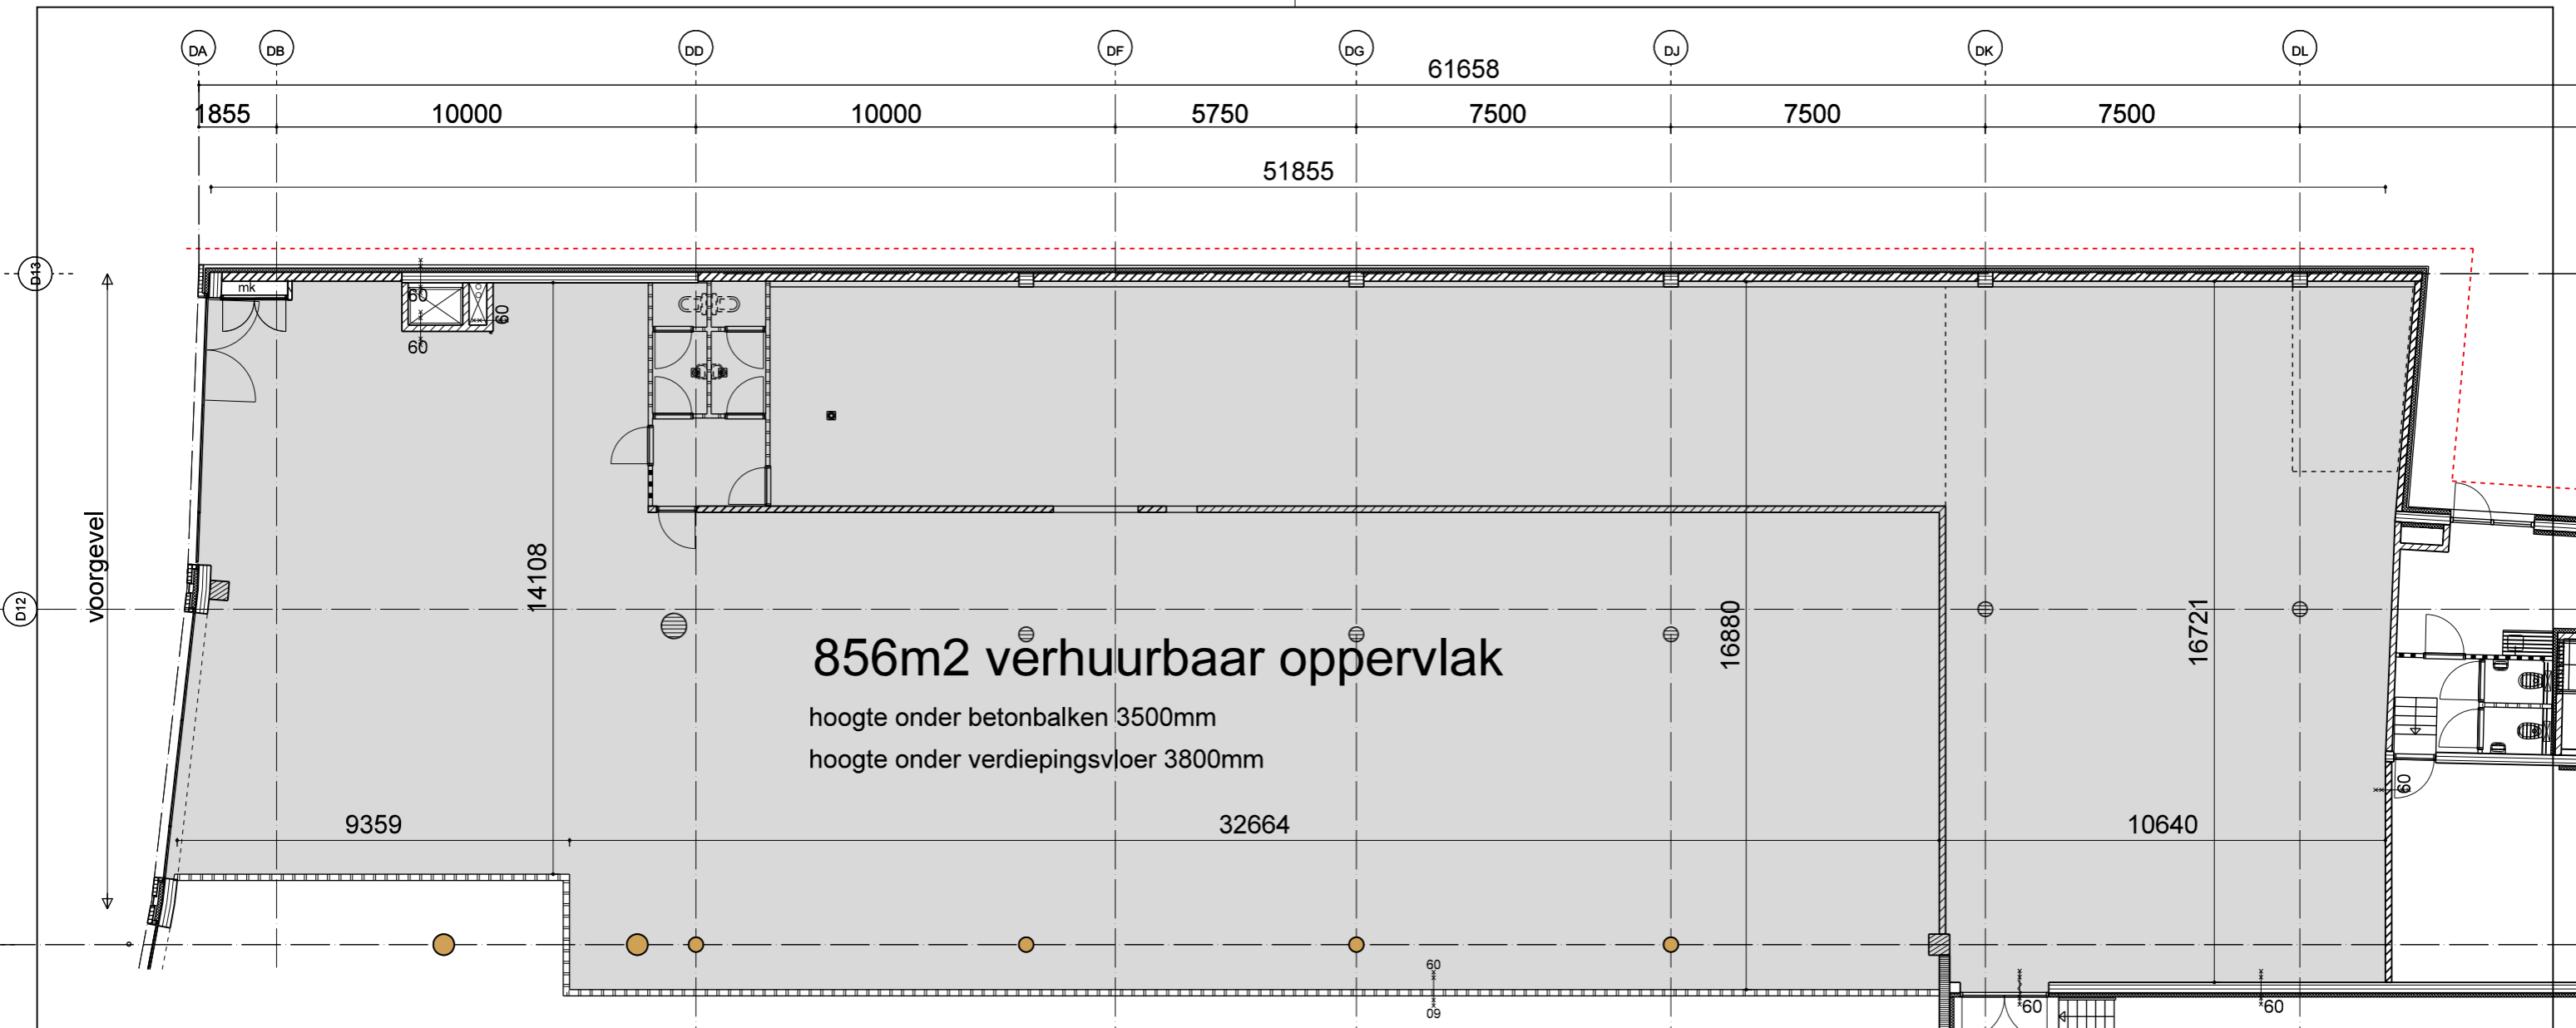 DA DB DD DF DG DJ DK DL
61658
1855 10000 10000 5750 7500 7500 7500
51855
D13
mk
60
60
60
voorgevel
14108
D12
16880
16721
856m2 verhuurbaar oppervlak
hoogte onder betonbalken 3500mm
hoogte onder verdiepingsvloer 3800mm
60
9359 32664 10640
60
60
60 60